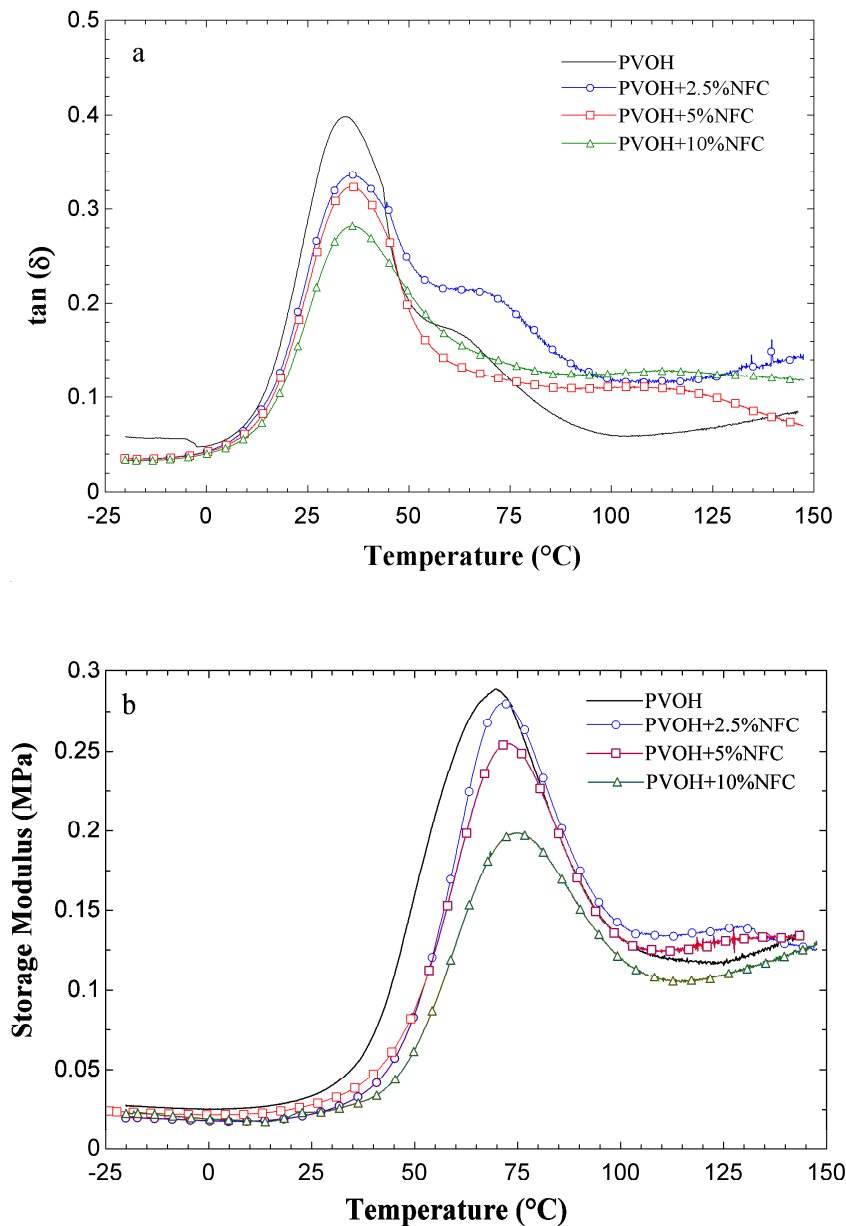 a
PVOH
PVOH+2.5%NFC
PVOH+5%NFC
PVOH+10%NFC
0.5
0.4
0.3
0.2
0.1
0
tan (δ)
-25 0 25 50 75 100 125 150
Temperature (°C)
b
PVOH
PVOH+2.5%NFC
PVOH+5%NFC
PVOH+10%NFC
0.3
0.25
0.2
0.15
0.1
0.05
0
Storage Modulus (MPa)
-25 0 25 50 75 100 125 150
Temperature (°C)